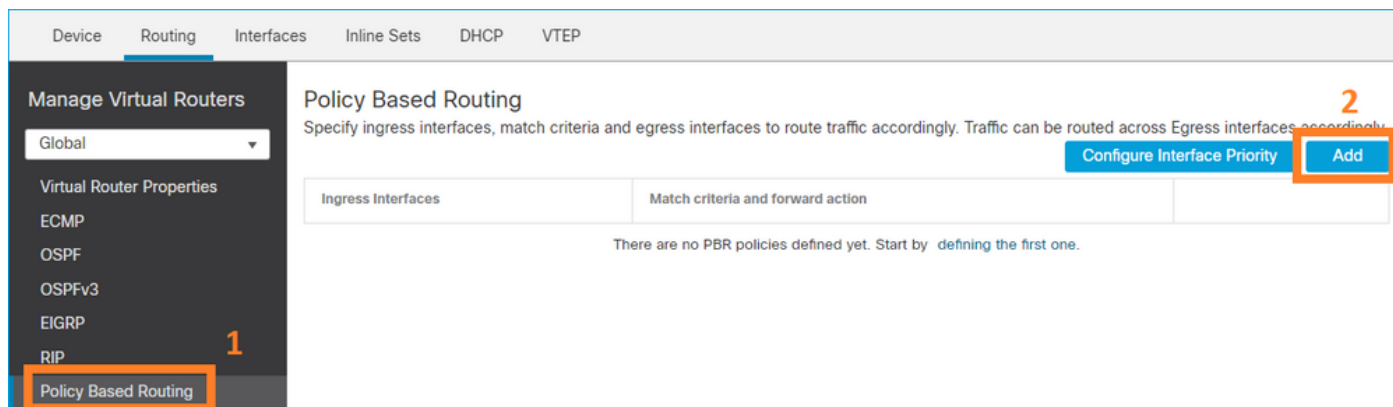 Device Routing Interfaces Inline Sets DHCP VTEP
Manage Virtual Routers
Global
Virtual Router Properties
ECMP
OSPF
OSPFv3
EIGRP
RIP
1
Policy Based Routing
Policy Based Routing
2
Specify ingress interfaces, match criteria and egress interfaces to route traffic accordingly. Traffic can be routed across Egress interfaces accordingly.
Configure Interface Priority Add
Ingress Interfaces Match criteria and forward action
There are no PBR policies defined yet. Start by defining the first one.